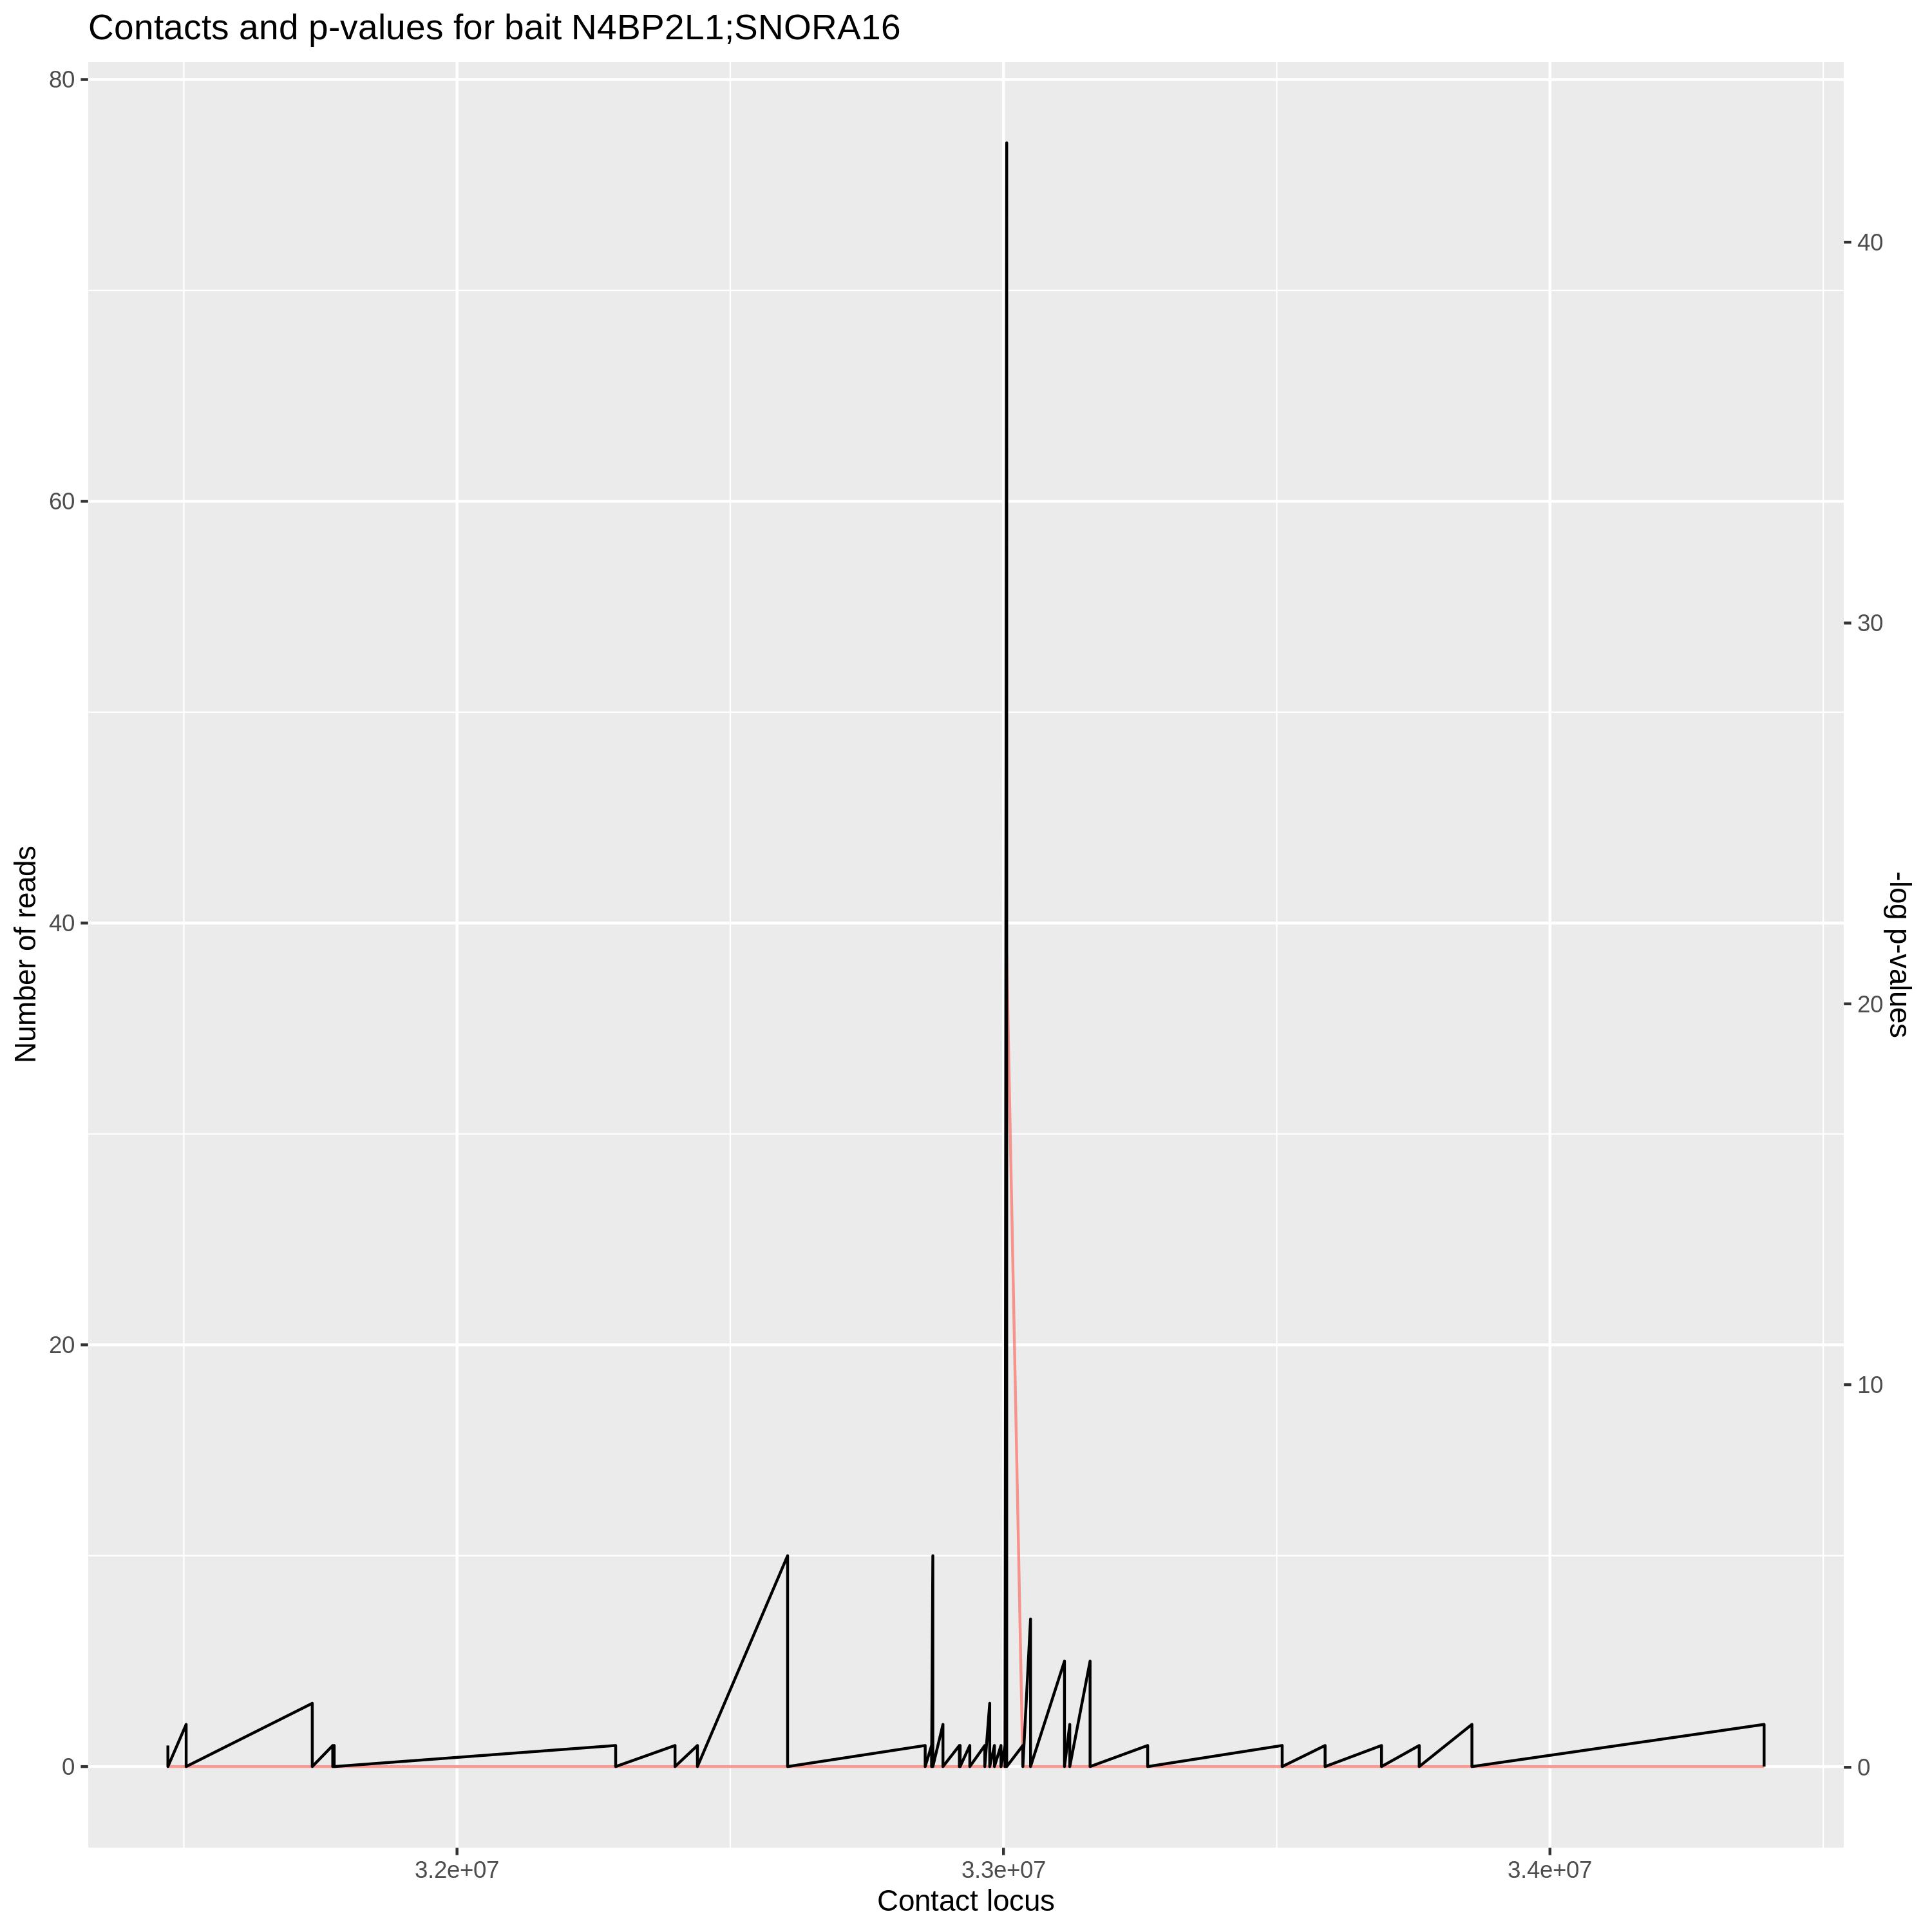 Contacts and p-values for bait N4BP2L1;SNORA16
80
60
40
20
0
Number of reads
40
30
20
10
0
-log p-values
3.2e+07
3.3e+07
3.4e+07
Contact locus